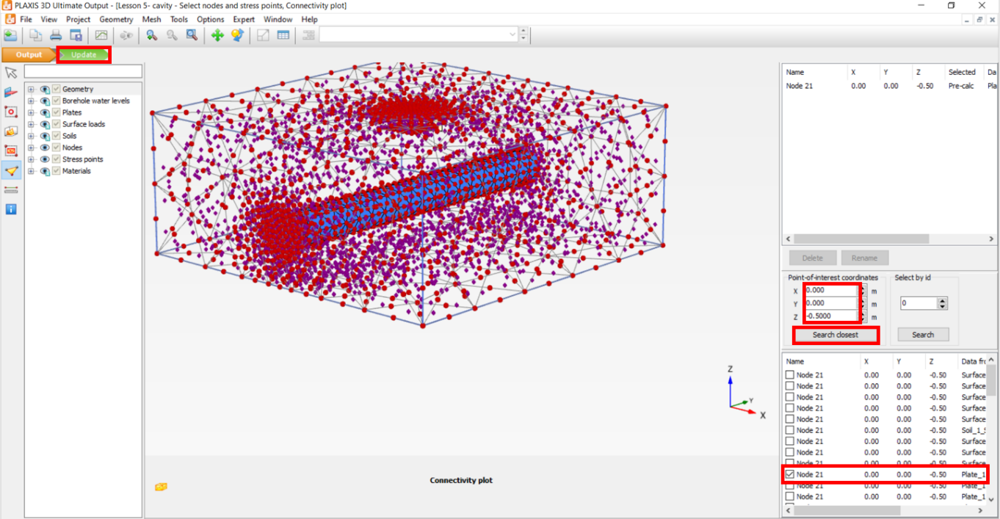 PLAXIS 3D Ultimate Output - [Lesson 5- cavity - Select nodes and stress points, Connectivity plot]
File View Project Geometry Mesh Tools Options Expert Window Help
Output Update
Geometry
Borehole water levels
Plates
Surface loads
Soils
Nodes
Stress points
Materials
Z
Y
X
Connectivity plot
Name X Y Z Selected Da
Node 21 0.00 0.00 -0.50 Pre-calc Pla
Delete Rename
Point-of-interest coordinates Select by id
X 0.000 m
Y 0.000 m 0
Z -0.5000 m
Search closest Search
Name X Y Z Data fro
Node 21 0.00 0.00 -0.50 Surface
Node 21 0.00 0.00 -0.50 Surface
Node 21 0.00 0.00 -0.50 Surface
Node 21 0.00 0.00 -0.50 Surface
Node 21 0.00 0.00 -0.50 Surface
Node 21 0.00 0.00 -0.50 Soil_1_
Node 21 0.00 0.00 -0.50 Surface
Node 21 0.00 0.00 -0.50 Surface
Node 21 0.00 0.00 -0.50 Surface
Node 21 0.00 0.00 -0.50 Plate_1
Node 21 0.00 0.00 -0.50 Plate_1
Node 21 0.00 0.00 -0.50 Plate_1